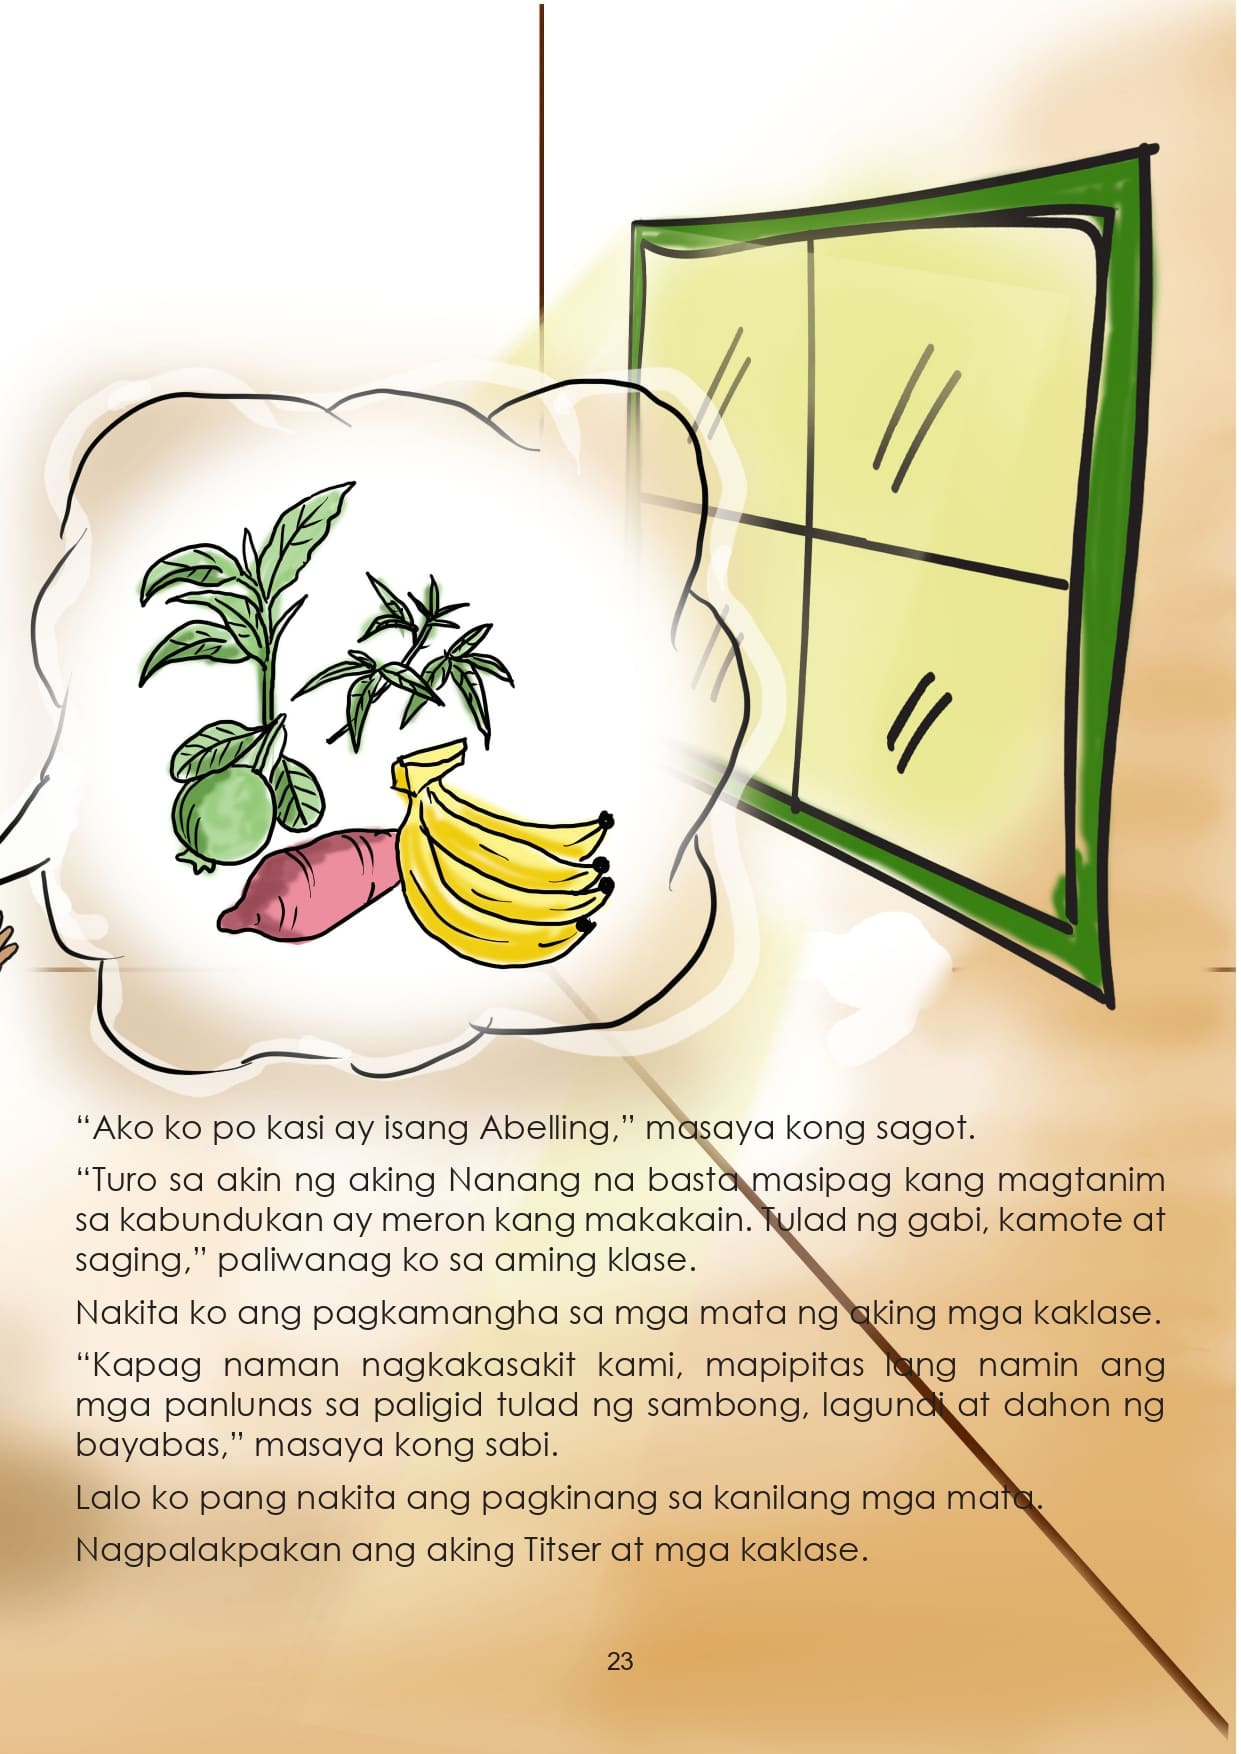 “Ako ko po kasi ay isang Abelling,” masaya kong sagot.
“Turo sa akin ng aking Nanang na basta masipag kang magtanim
sa kabundukan ay meron kang makakain. Tulad ng gabi, kamote at
saging,” paliwanag ko sa aming klase.
Nakita ko ang pagkamangha sa mga mata ng aking mga kaklase.
“Kapag naman nagkakasakit kami, mapipitas lang namin ang
mga panlunas sa paligid tulad ng sambong, lagundi at dahon ng
bayabas,” masaya kong sabi.
Lalo ko pang nakita ang pagkinang sa kanilang mga mata.
Nagpalakpakan ang aking Titser at mga kaklase.
23